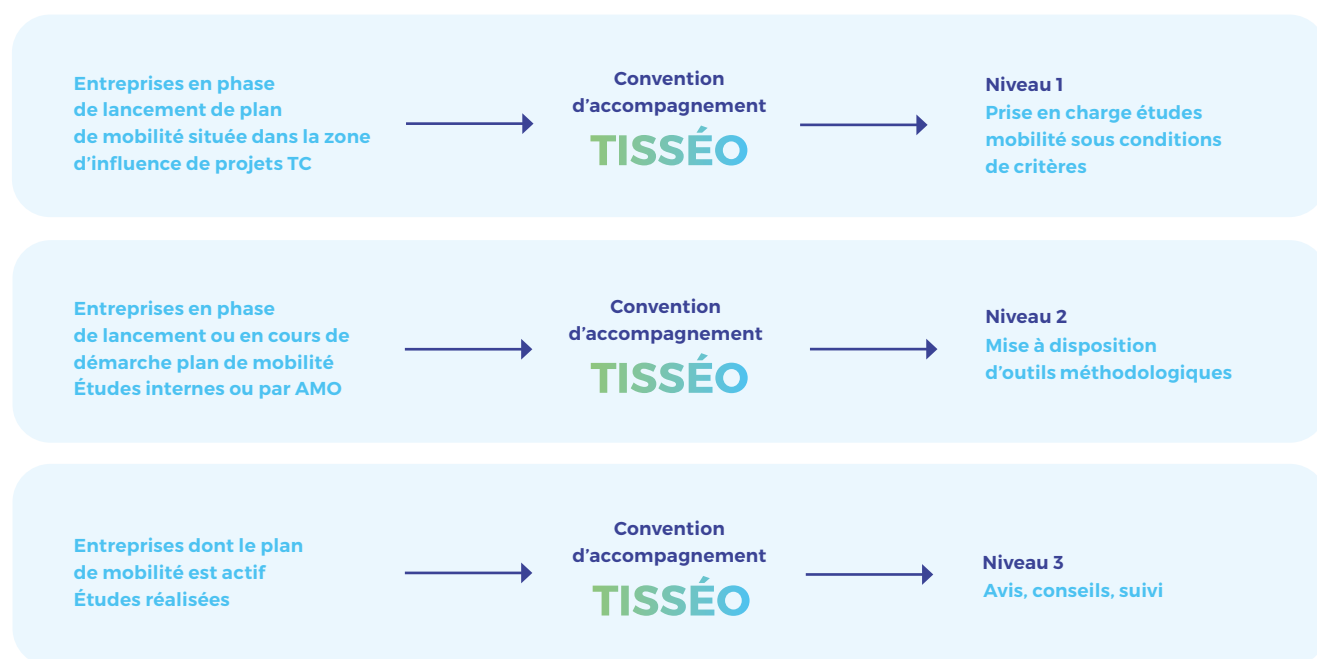 Entreprises en phase
de lancement de plan
de mobilité située dans la zone
d’influence de projets TC
Convention
d’accompagnement
TISSÉO
Niveau 1
Prise en charge études
mobilité sous conditions
de critères
Entreprises en phase
de lancement ou en cours de
démarche plan de mobilité
Études internes ou par AMO
Convention
d’accompagnement
TISSÉO
Niveau 2
Mise à disposition
d’outils méthodologiques
Entreprises dont le plan
de mobilité est actif
Études réalisées
Convention
d’accompagnement
TISSÉO
Niveau 3
Avis, conseils, suivi